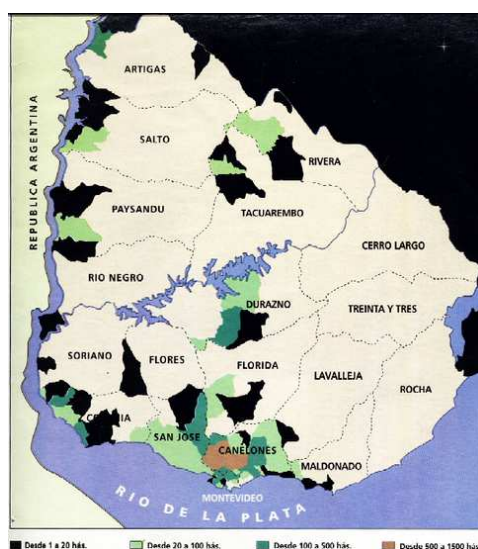 ARTIGAS
REPUBLICA ARGENTINA
SALTO
RIVERA
PAYSANDU
TACUAREMBO
CERRO LARGO
RIO NEGRO
DURAZNO
TREINTA Y TRES
SORIANO
FLORES
FLORIDA
LAVALLEJA
ROCHA
SAN JOSE
CANELONES
MALDONADO
MONTEVIDEO
RIO DE LA PLATA
Desde 1 a 20 hás.
Desde 20 a 100 hás.
Desde 100 a 500 hás.
Desde 500 a 1500 hás.